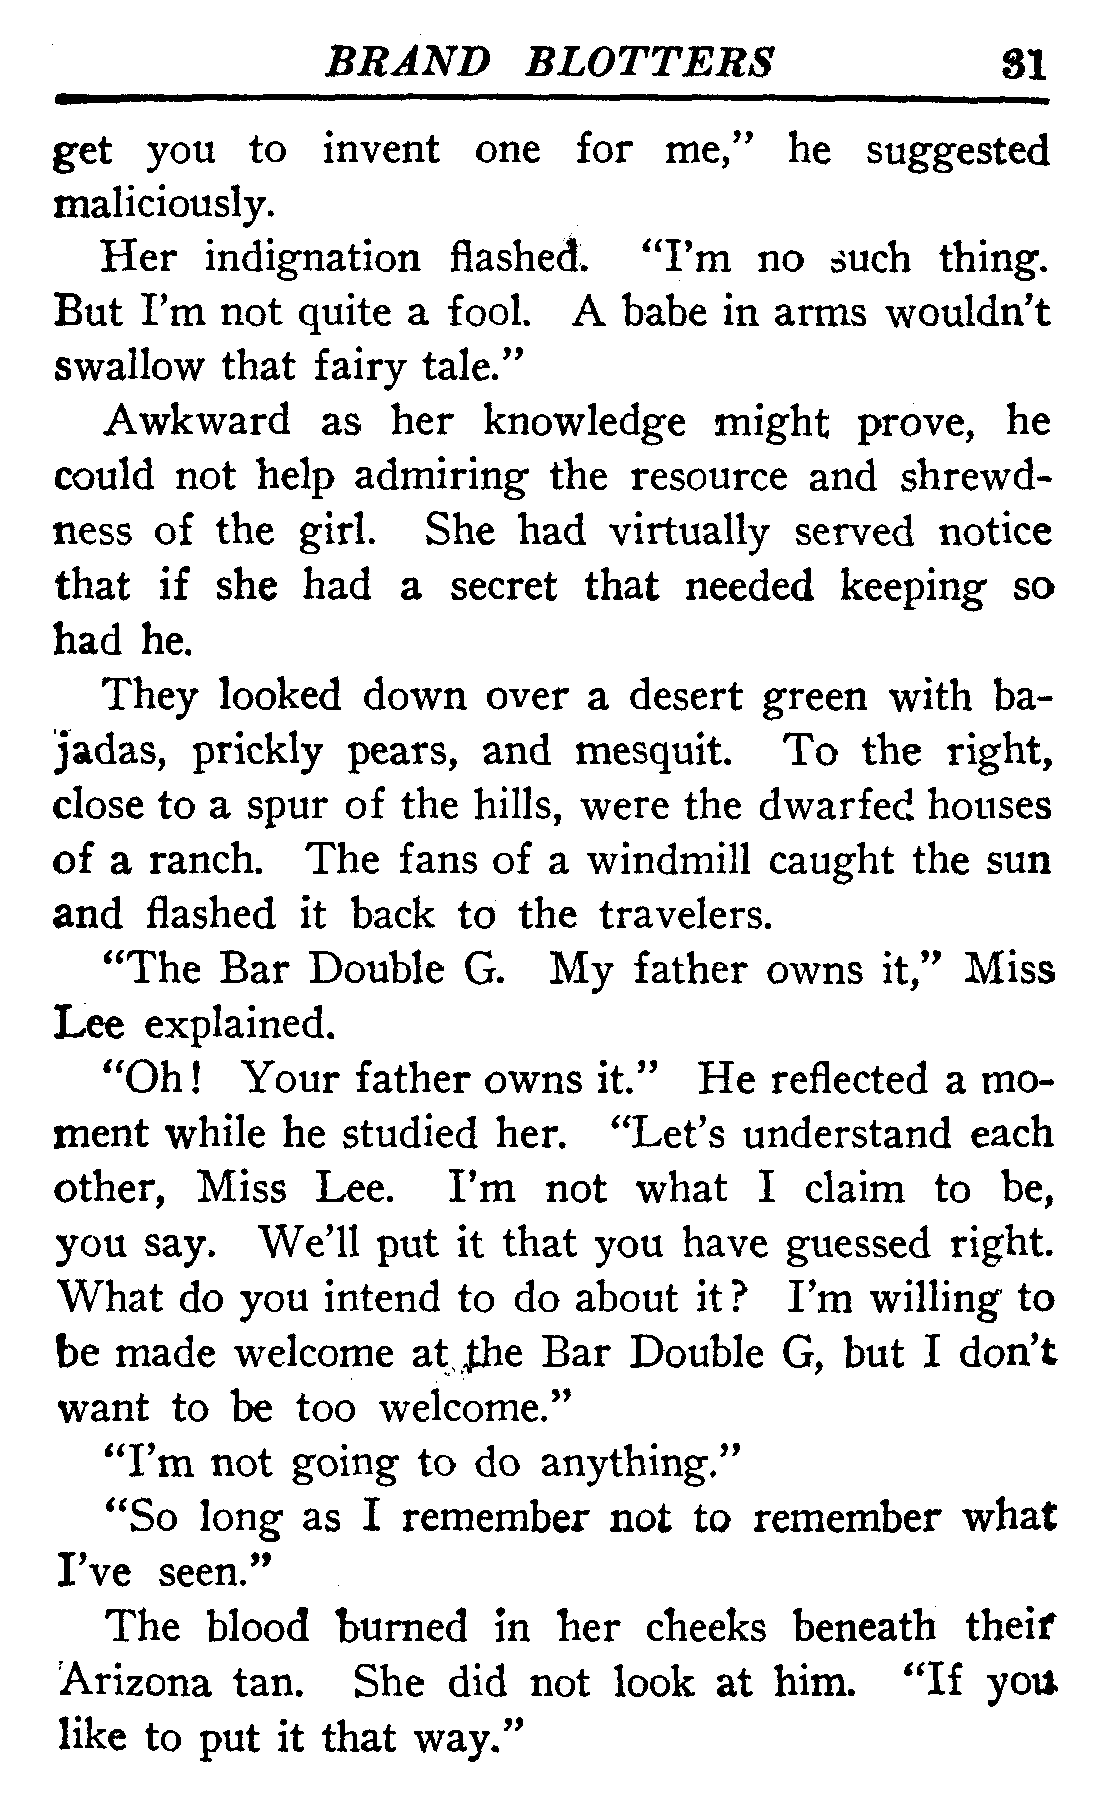 BRAND BLOTTERS 31
get you to invent one for me,” he suggested
maliciously.
Her indignation flashed. “I’m no such thing.
But I’m not quite a fool. A babe in arms wouldn’t
swallow that fairy tale.”
Awkward as her knowledge might prove, he
could not help admiring the resource and shrewd-
ness of the girl. She had virtually served notice
that if she had a secret that needed keeping so
had he.
They looked down over a desert green with ba-
jadas, prickly pears, and mesquit. To the right,
close to a spur of the hills, were the dwarfed houses
of a ranch. The fans of a windmill caught the sun
and flashed it back to the travelers.
“The Bar Double G. My father owns it,” Miss
Lee explained.
“Oh! Your father owns it.” He reflected a mo-
ment while he studied her. “Let’s understand each
other, Miss Lee. I’m not what I claim to be,
you say. We’ll put it that you have guessed right.
What do you intend to do about it? I’m willing to
be made welcome at the Bar Double G, but I don’t
want to be too welcome.”
“I’m not going to do anything.”
“So long as I remember not to remember what
I’ve seen.”
The blood burned in her cheeks beneath their
Arizona tan. She did not look at him. “If you
like to put it that way.”